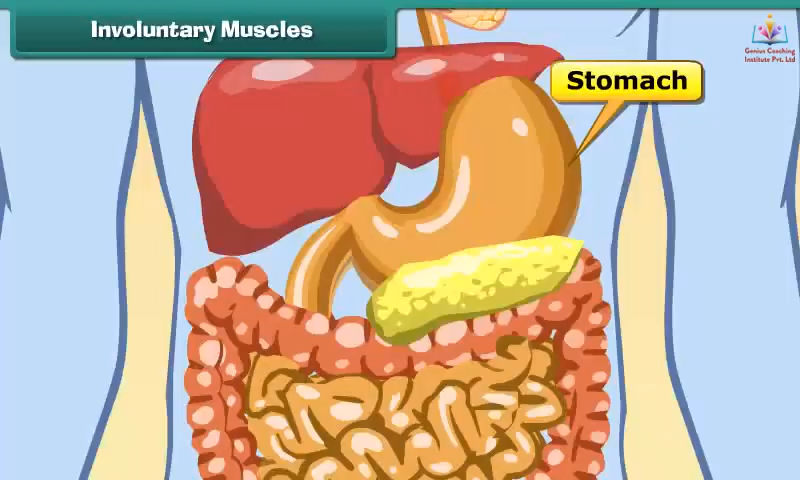 Involuntary Muscles
Genius Coaching
Institute Pvt. Ltd
Stomach